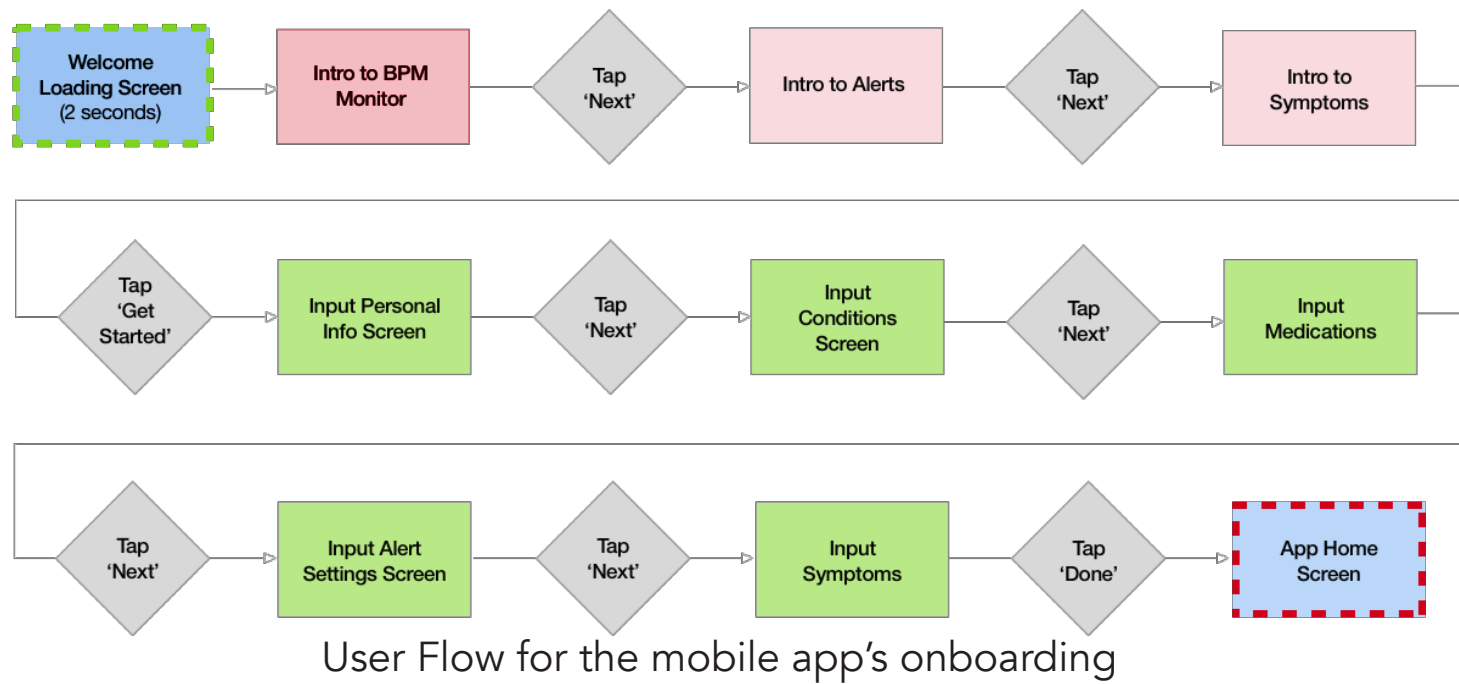 Welcome
Loading Screen
(2 seconds)
Intro to BPM
Monitor
Tap
‘Next’
Intro to Alerts
Tap
‘Next’
Intro to
Symptoms
Tap
‘Get
Started’
Input Personal
Info Screen
Tap
‘Next’
Input
Conditions
Screen
Tap
‘Next’
Input
Medications
Tap
‘Next’
Input Alert
Settings Screen
Tap
‘Next’
Input
Symptoms
Tap
‘Done’
App Home
Screen
User Flow for the mobile app’s onboarding